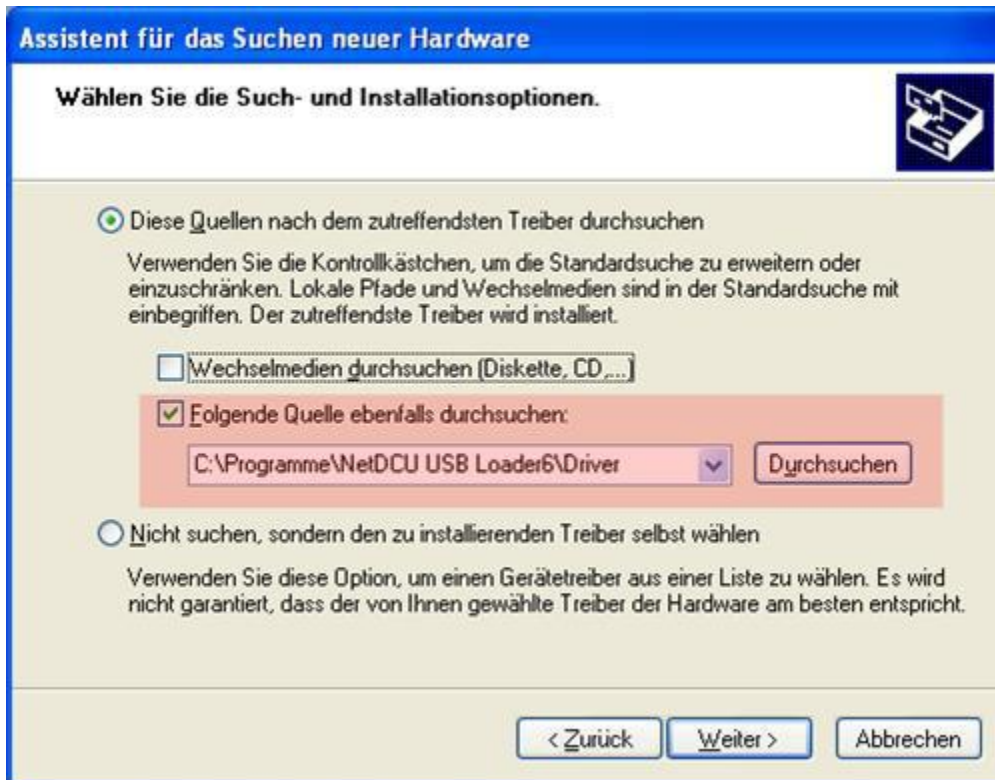 Assistent für das Suchen neuer Hardware
Wählen Sie die Such- und Installationsoptionen.
Diese Quellen nach dem zutreffendsten Treiber durchsuchen
Verwenden Sie die Kontrollkästchen, um die Standardsuche zu erweitern oder
einzuschränken. Lokale Pfade und Wechselmedien sind in der Standardsuche mit
einbegriffen. Der zutreffendste Treiber wird installiert.
Wechselmedien durchsuchen (Diskette, CD,...)
Folgende Quelle ebenfalls durchsuchen:
C:\Programme\NetDCU USB Loader6\Driver Durchsuchen
Nicht suchen, sondern den zu installierenden Treiber selbst wählen
Verwenden Sie diese Option, um einen Gerätetreiber aus einer Liste zu wählen. Es wird
nicht garantiert, dass der von Ihnen gewählte Treiber der Hardware am besten entspricht.
< Zurück Weiter > Abbrechen